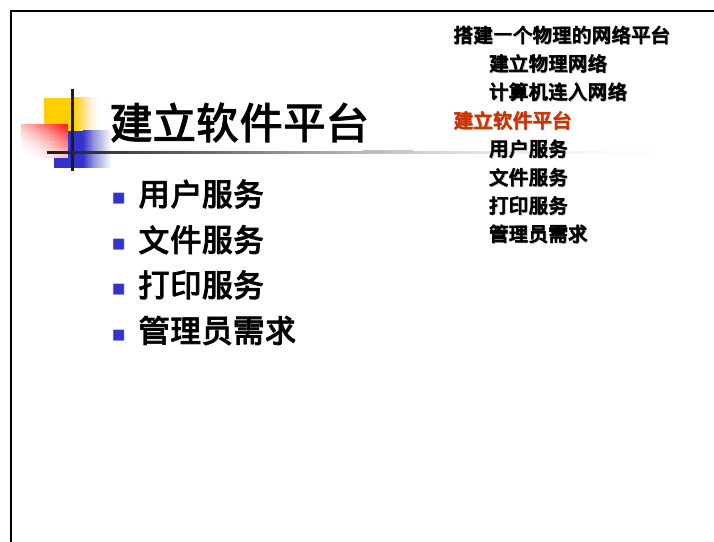 搭建一个物理的网络平台
建立物理网络
计算机连入网络
建立软件平台
用户服务
文件服务
打印服务
管理员需求
建立软件平台
用户服务
文件服务
打印服务
管理员需求